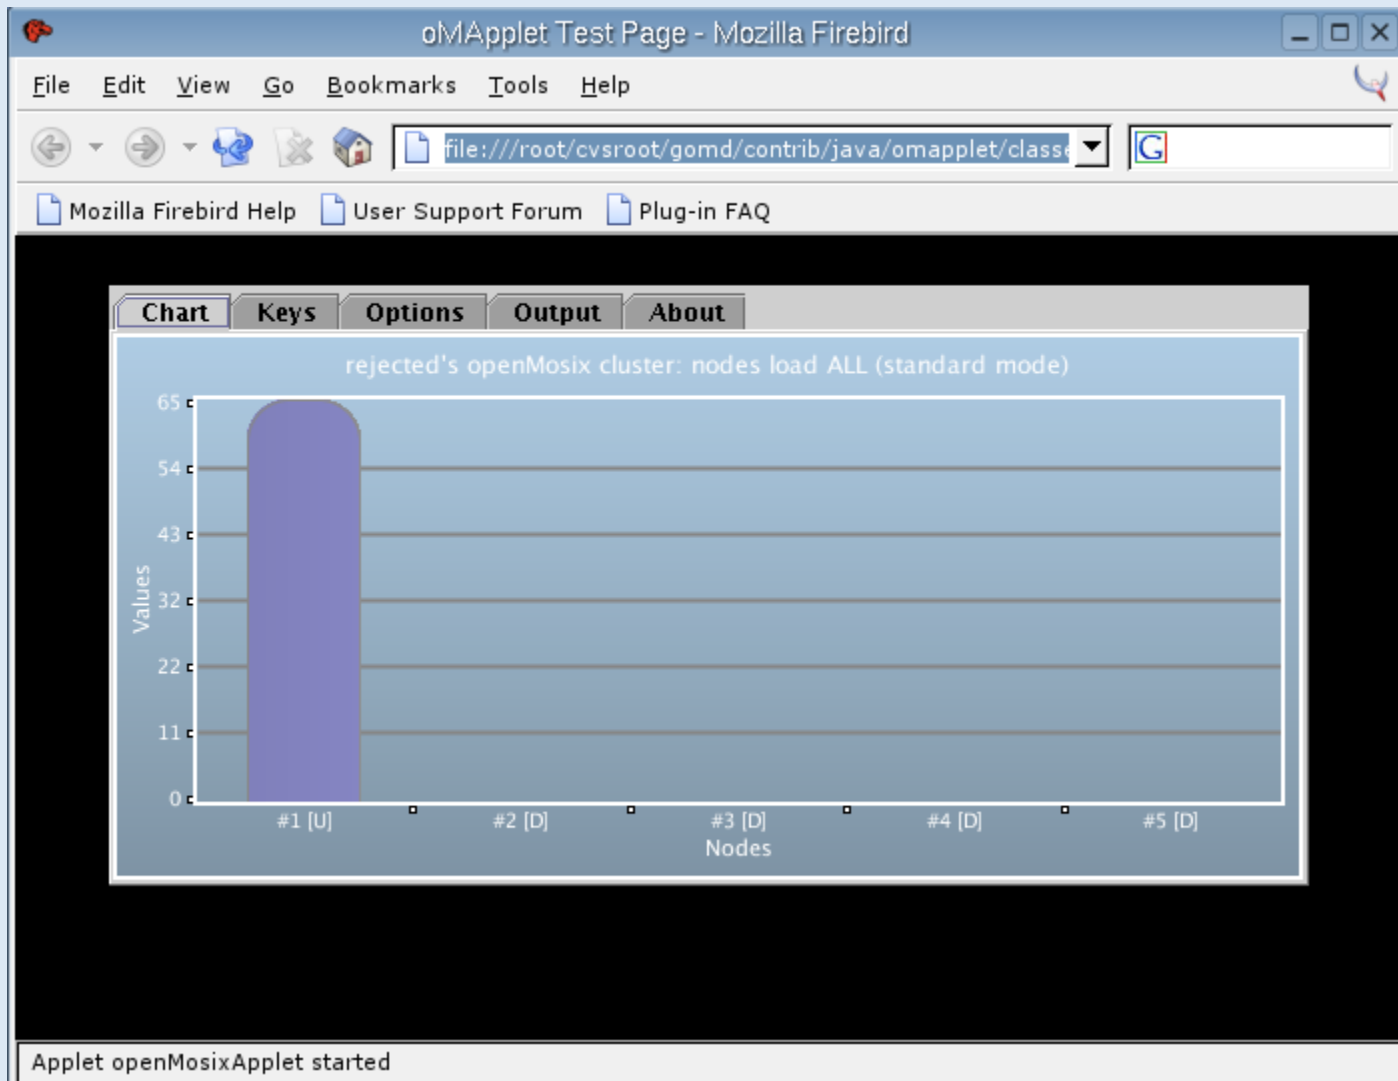 oMApplet Test Page - Mozilla Firebird
File Edit View Go Bookmarks Tools Help
file:///root/cvsroot/gomd/contrib/java/omapplet/classe
G
Mozilla Firebird Help User Support Forum Plug-in FAQ
Chart Keys Options Output About
rejected's openMosix cluster: nodes load ALL (standard mode)
65
54
43
32
22
11
0
Values
#1 [U] #2 [D] #3 [D] #4 [D] #5 [D]
Nodes
Applet openMosixApplet started